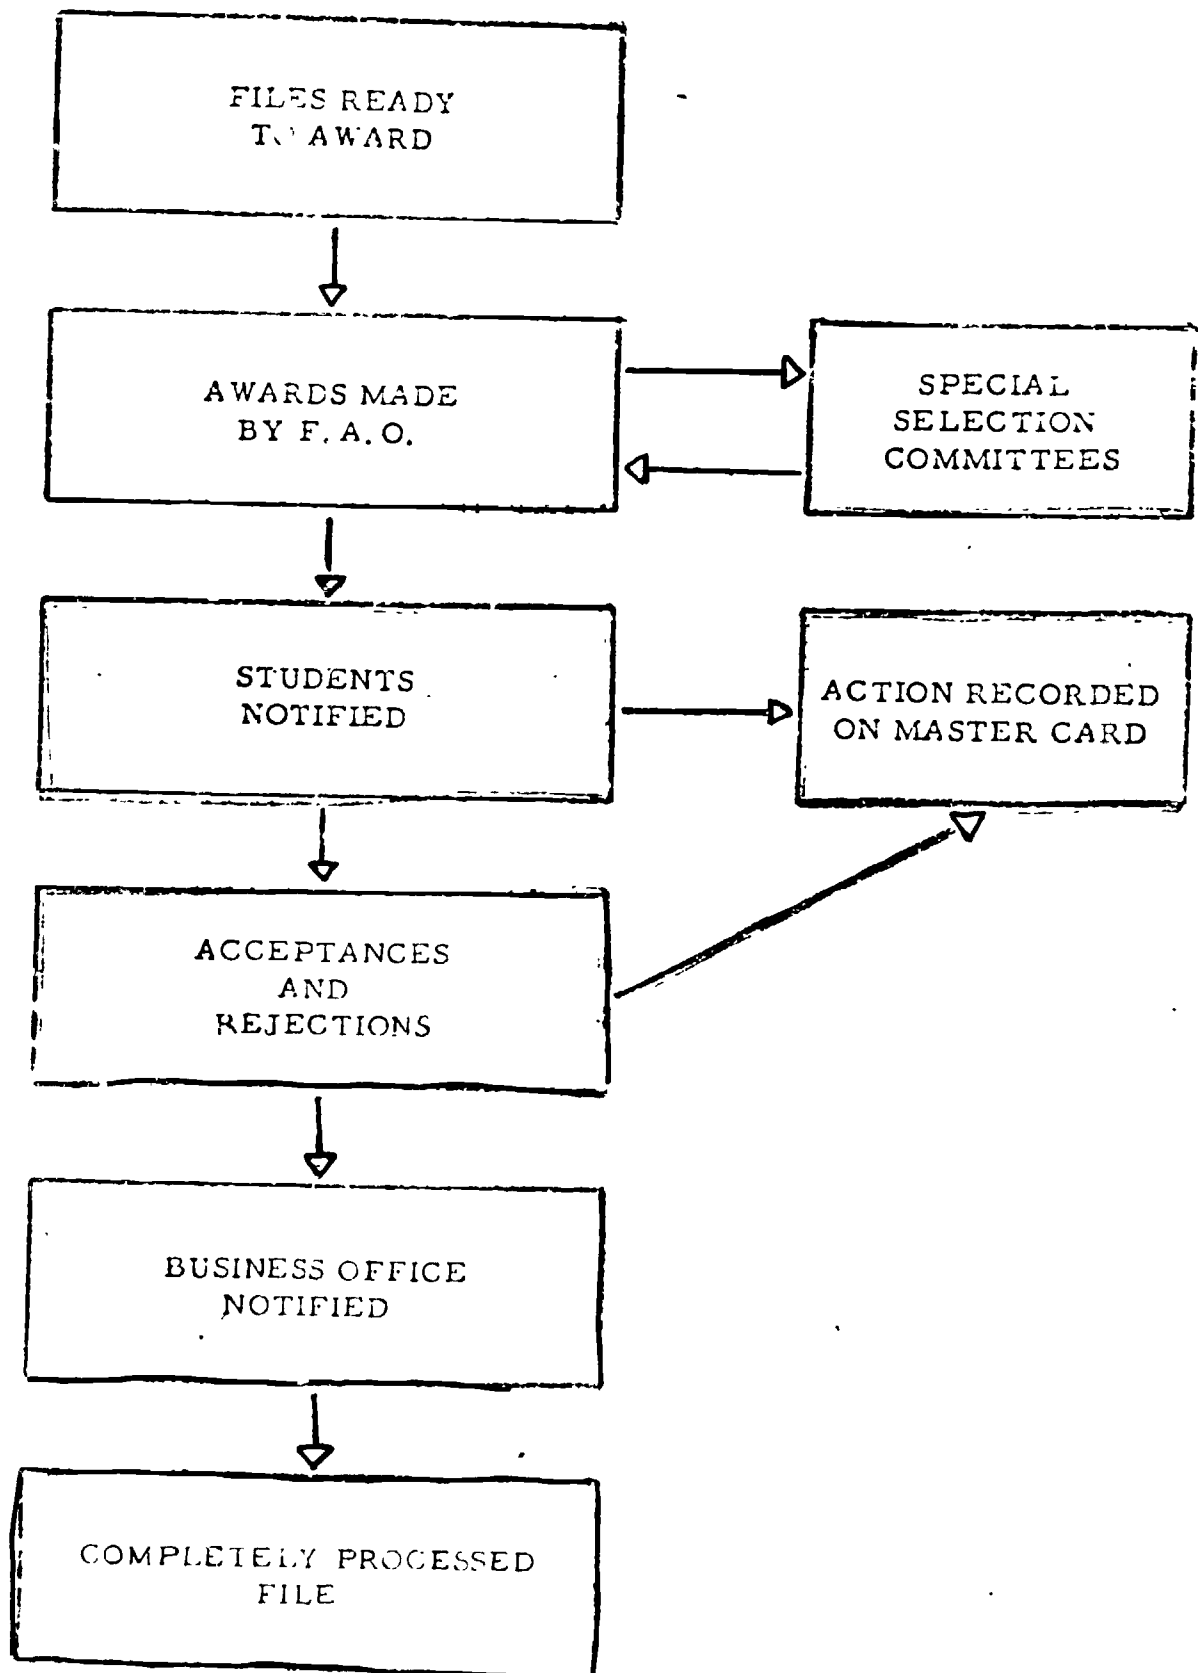 FILES READY
TO AWARD
AWARDS MADE
BY F. A. O.
SPECIAL
SELECTION
COMMITTEES
STUDENTS
NOTIFIED
ACTION RECORDED
ON MASTER CARD
ACCEPTANCES
AND
REJECTIONS
BUSINESS OFFICE
NOTIFIED
COMPLETELY PROCESSED
FILE